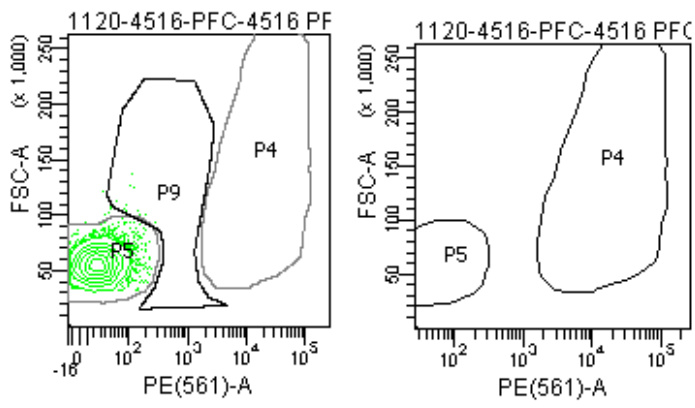 1120-4516-PFC-4516 PF
(x 1,000)
FSC-A
250
200
150
100
50
P4
P9
P5
-16
0
10²
10³
10⁴
10⁵
PE(561)-A
1120-4516-PFC-4516 PFC
(x 1,000)
FSC-A
250
200
150
100
50
P4
P5
10²
10³
10⁴
10⁵
PE(561)-A